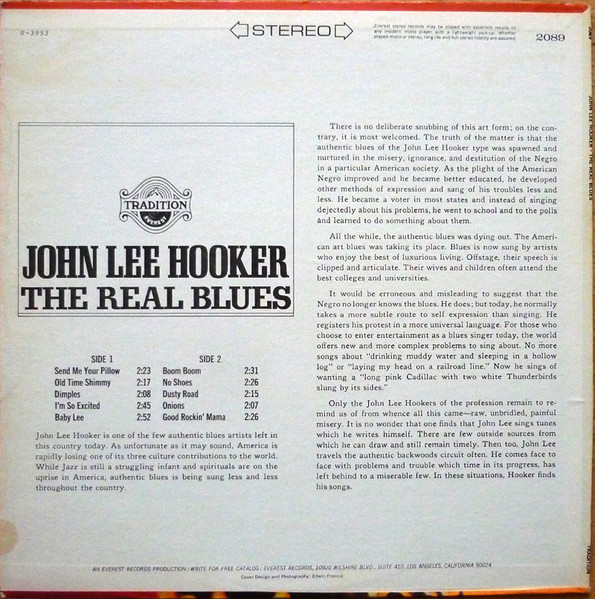 S-3953
STEREO
Everest stereo records may be played with excellent results on
any modern mono player with a lightweight pick-up. Whether
played mono or stereo, long life and full stereo fidelity are assured.
2089
TRADITION
EVEREST
JOHN LEE HOOKER
THE REAL BLUES
SIDE 1
Send Me Your Pillow 2:23
Old Time Shimmy 2:17
Dimples 2:08
I'm So Excited 2:45
Baby Lee 2:52
SIDE 2
Boom Boom 2:31
No Shoes 2:26
Dusty Road 2:15
Onions 2:07
Good Rockin' Mama 2:26
John Lee Hooker is one of few authentic blues artists left in
this country today. As unfortunate as it may sound, America is
rapidly losing one of its three culture contributions to the world.
While Jazz is still a struggling infant and spirituals are on the
uprise in America, authentic blues is being sung less and less
throughout the country.
There is no deliberate snubbing of this art form; on the con-
trary, it is most welcomed. The truth of the matter is that the
authentic blues of the John Lee Hooker type was spawned and
nurtured in the misery, ignorance, and destitution of the Negro
in a particular American society. As the plight of the American
Negro improved and he became better educated, he developed
other methods of expression and sang of his troubles less and
less. He became a voter in most states and instead of singing
dejectedly about his problems, he went to school and to the polls
and learned to do something about them.
All the while, the authentic blues was dying out. The Ameri-
can art blues was taking its place. Blues is now sung by artists
who enjoy the best of luxurious living. Offstage, their speech is
clipped and articulate. Their wives and children often attend the
best colleges and universities.
It would be erroneous and misleading to suggest that the
Negro no longer knows the blues. He does; but today, he normally
takes a more subtle route to self expression than singing. He
registers his protest in a more universal language. For those who
choose to enter entertainment as a blues singer today, the world
offers new and more complex problems to sing about. No more
songs about "drinking muddy water and sleeping in a hollow
log" or "laying my head on a railroad line." Now he sings of
wanting a "long pink Cadillac with two white Thunderbirds
slung by its sides."
Only the John Lee Hookers of the profession remain to re-
mind us of from whence all this came—raw, unbridled, painful
misery. It is no wonder that one finds that John Lee sings tunes
which he writes himself. There are few outside sources from
which he can draw and still remain timely. Then too, John Lee
travels the authentic backwoods circuit often. He comes face to
face with problems and trouble which time in its progress, has
left behind to a miserable few. In these situations, Hooker finds
his songs.
AN EVEREST RECORDS PRODUCTION / WRITE FOR FREE CATALOG / EVEREST RECORDS, 10920 WILSHIRE BLVD., SUITE 410, LOS ANGELES, CALIFORNIA 90024
Cover Design and Photography: Edwin Francis
JOHN LEE HOOKER · THE REAL BLUES
TRADITION